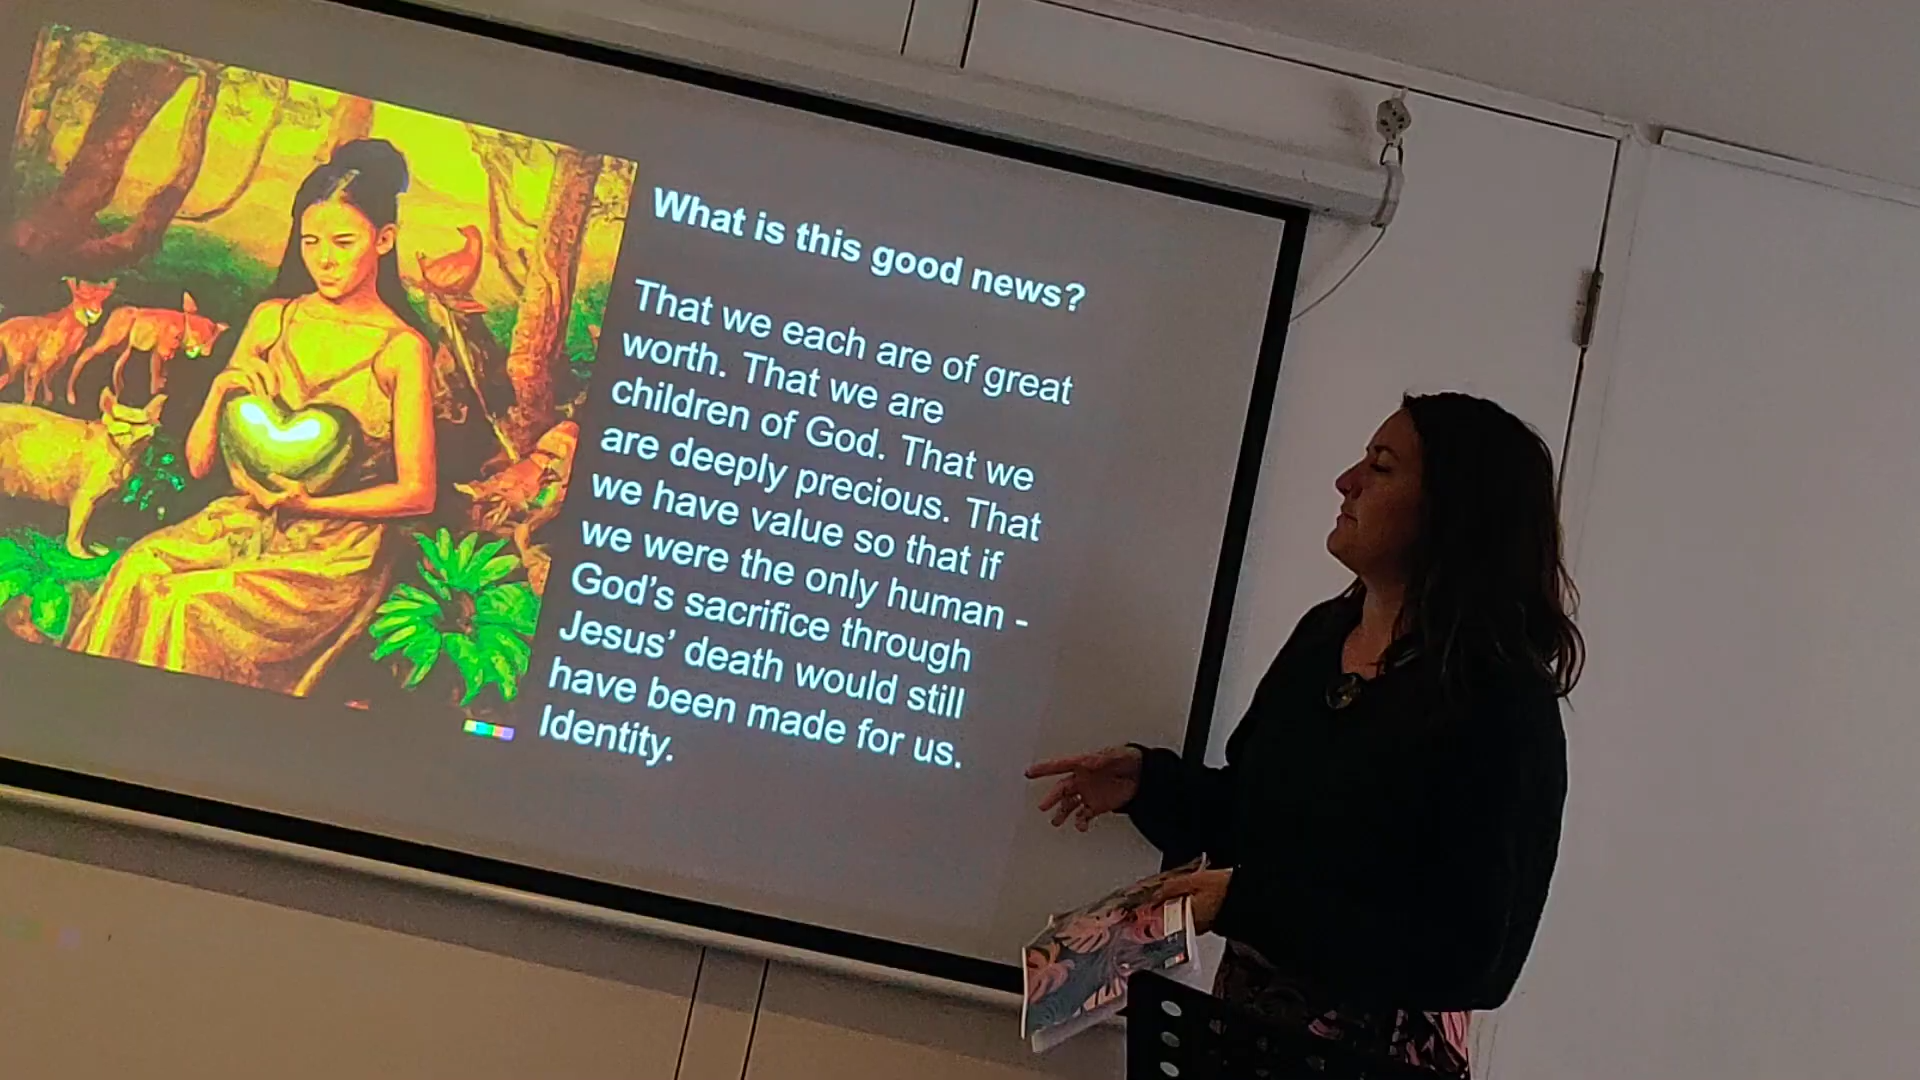 What is this good news?
That we each are of great
worth. That we are
children of God. That we
are deeply precious. That
we have value so that if
we were the only human -
God's sacrifice through
Jesus' death would still
have been made for us.
Identity.